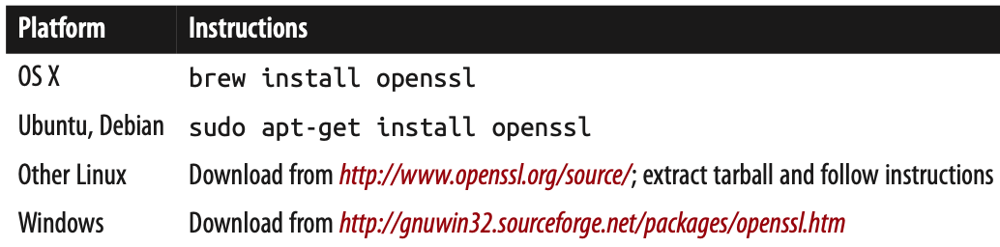 Platform Instructions
OS X brew install openssl
Ubuntu, Debian sudo apt-get install openssl
Other Linux Download from http://www.openssl.org/source/; extract tarball and follow instructions
Windows Download from http://gnuwin32.sourceforge.net/packages/openssl.htm